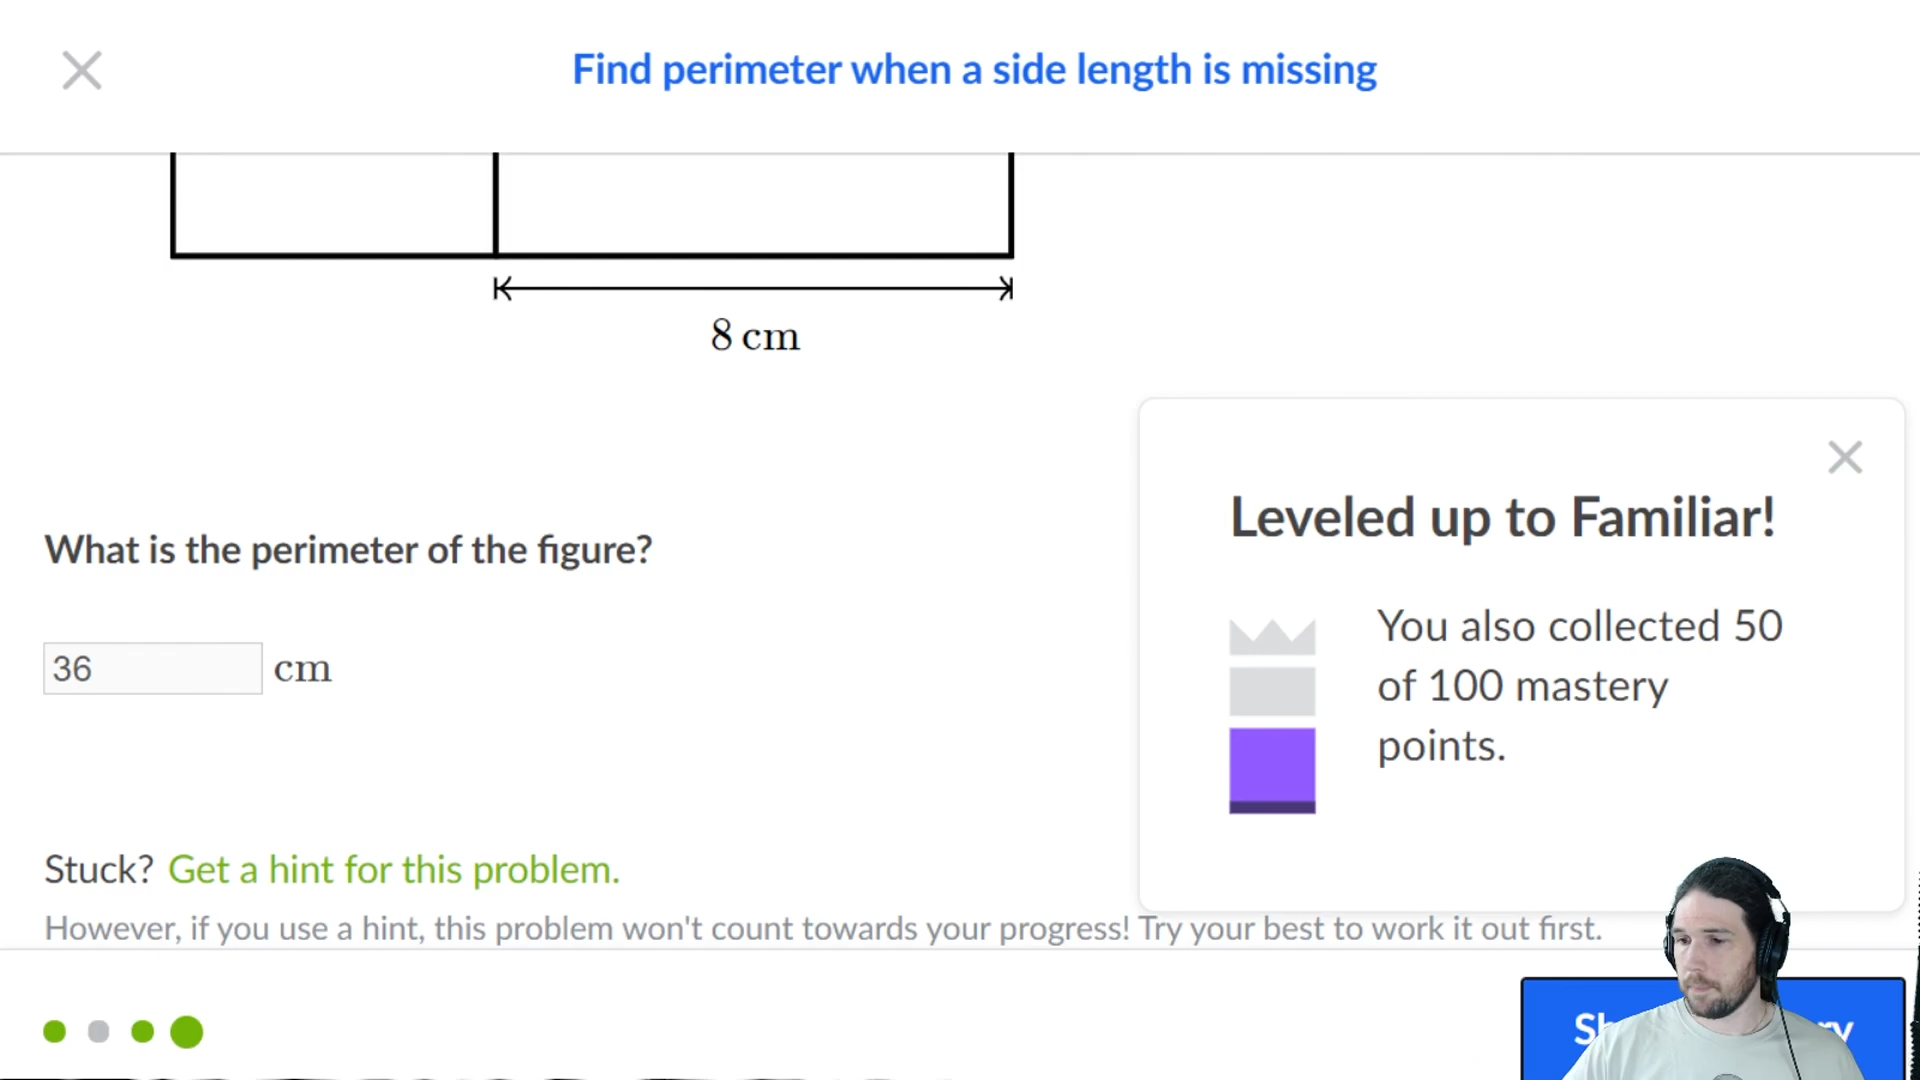 Find perimeter when a side length is missing
8 cm
What is the perimeter of the figure?
36 cm
Leveled up to Familiar!
You also collected 50
of 100 mastery
points.
Stuck? Get a hint for this problem.
However, if you use a hint, this problem won't count towards your progress! Try your best to work it out first.